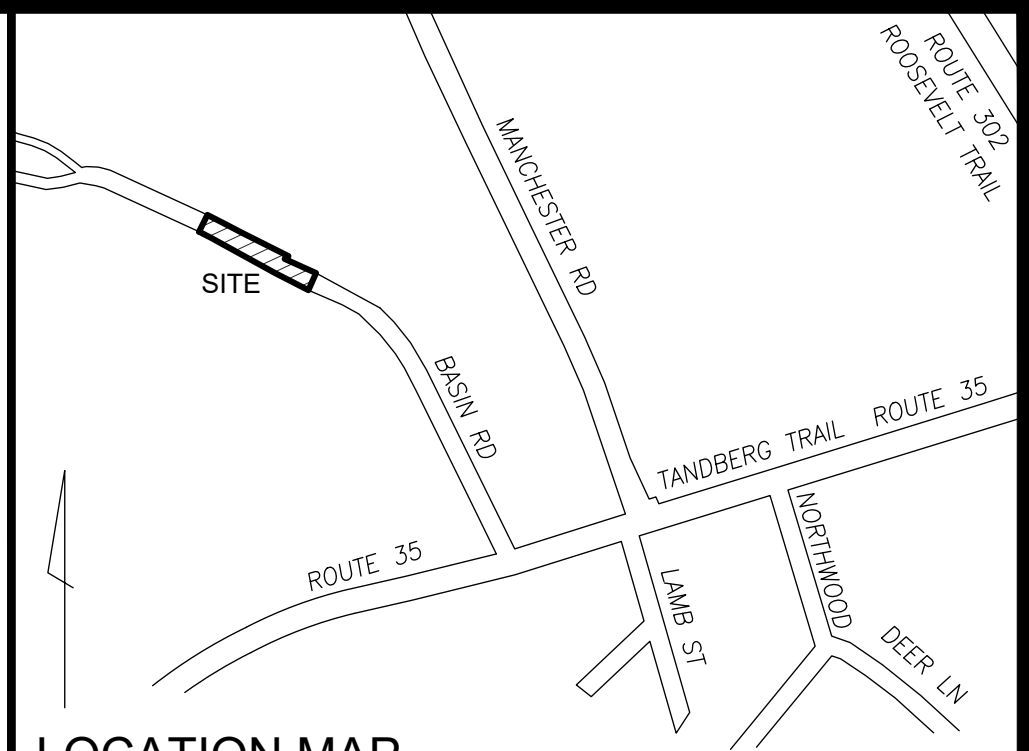 ROUTE 302
ROOSEVELT TRAIL
MANCHESTER RD
SITE
BASIN RD
TANDBERG TRAIL ROUTE 35
ROUTE 35
NORTHWOOD
LAMB ST
DEER LN
LOCATION MAP